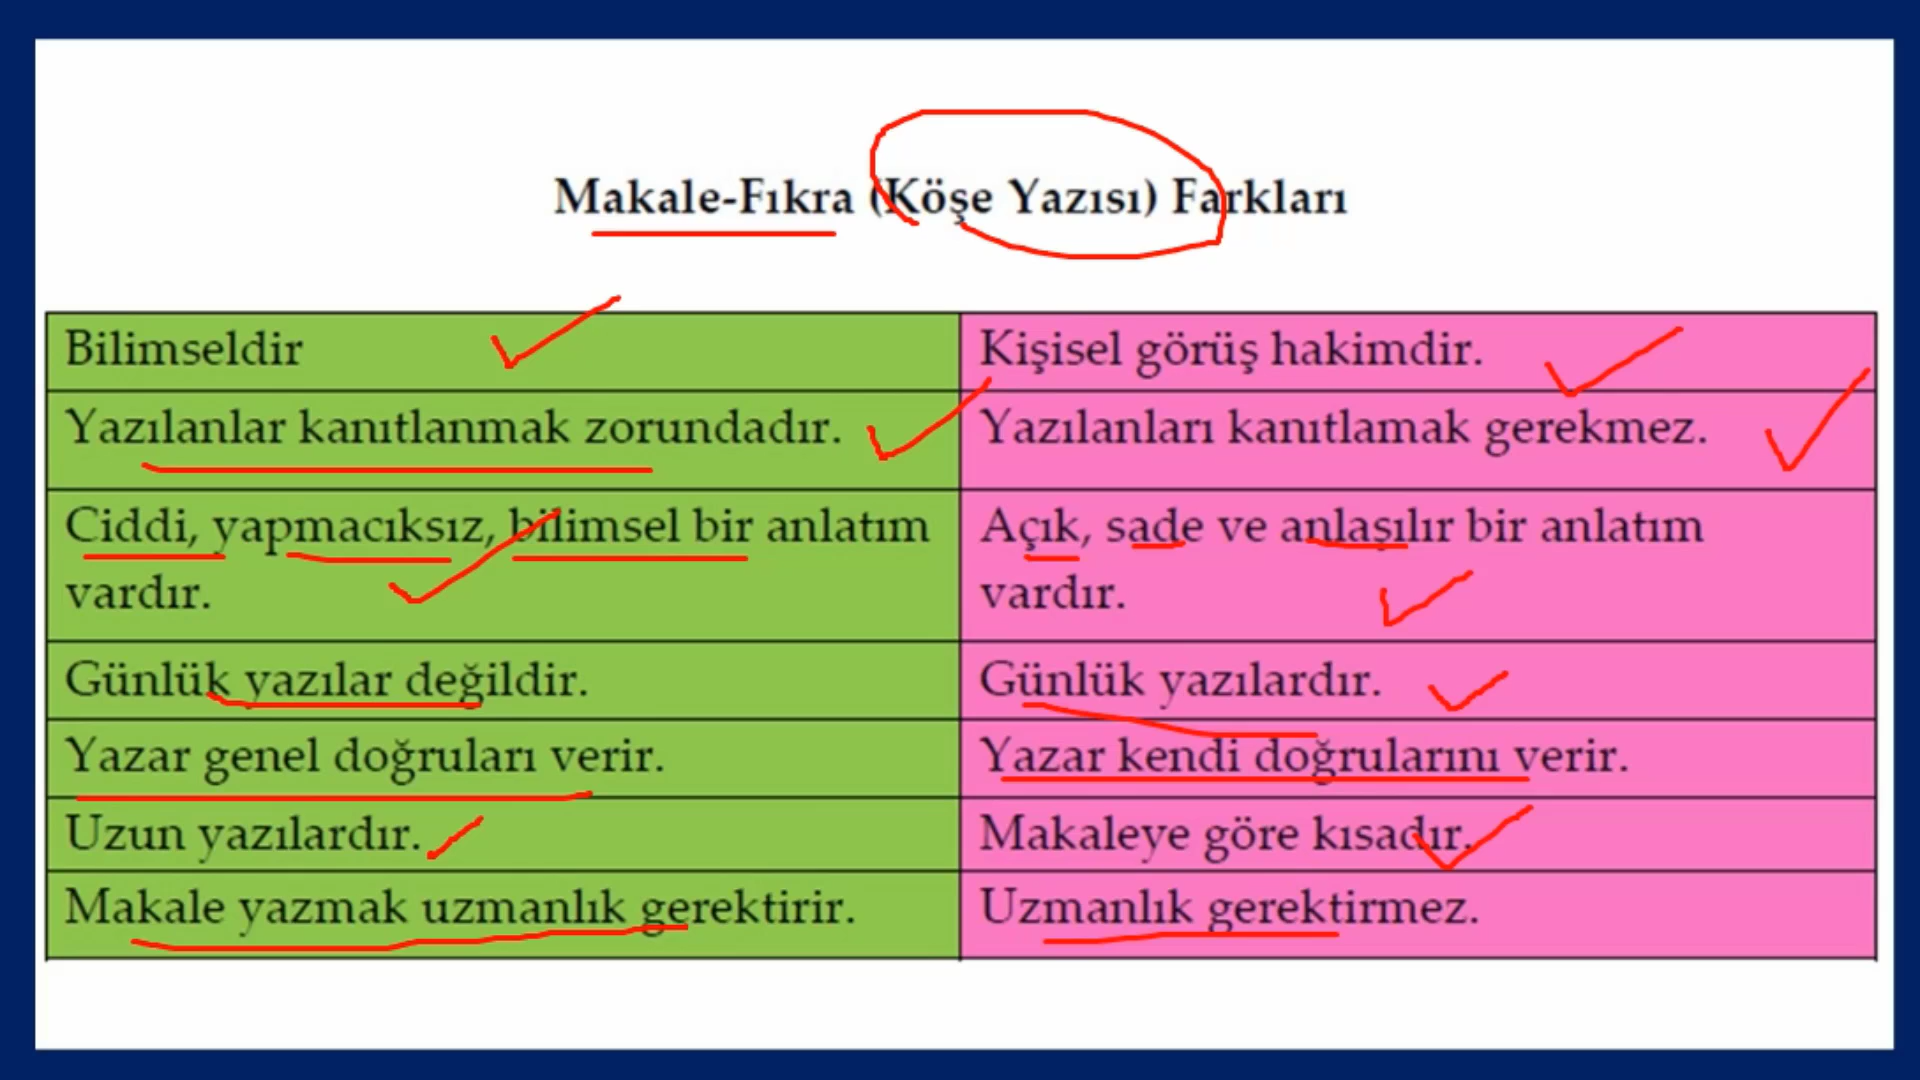 Makale-Fıkra (Köşe Yazısı) Farkları
Bilimseldir
Kişisel görüş hakimdir.
Yazılanlar kanıtlanmak zorundadır.
Yazılanları kanıtlamak gerekmez.
Ciddi, yapmacıksız, bilimsel bir anlatım
vardır.
Açık, sade ve anlaşılır bir anlatım
vardır.
Günlük yazılar değildir.
Günlük yazılardır.
Yazar genel doğruları verir.
Yazar kendi doğrularını verir.
Uzun yazılardır.
Makaleye göre kısadır.
Makale yazmak uzmanlık gerektirir.
Uzmanlık gerektirmez.